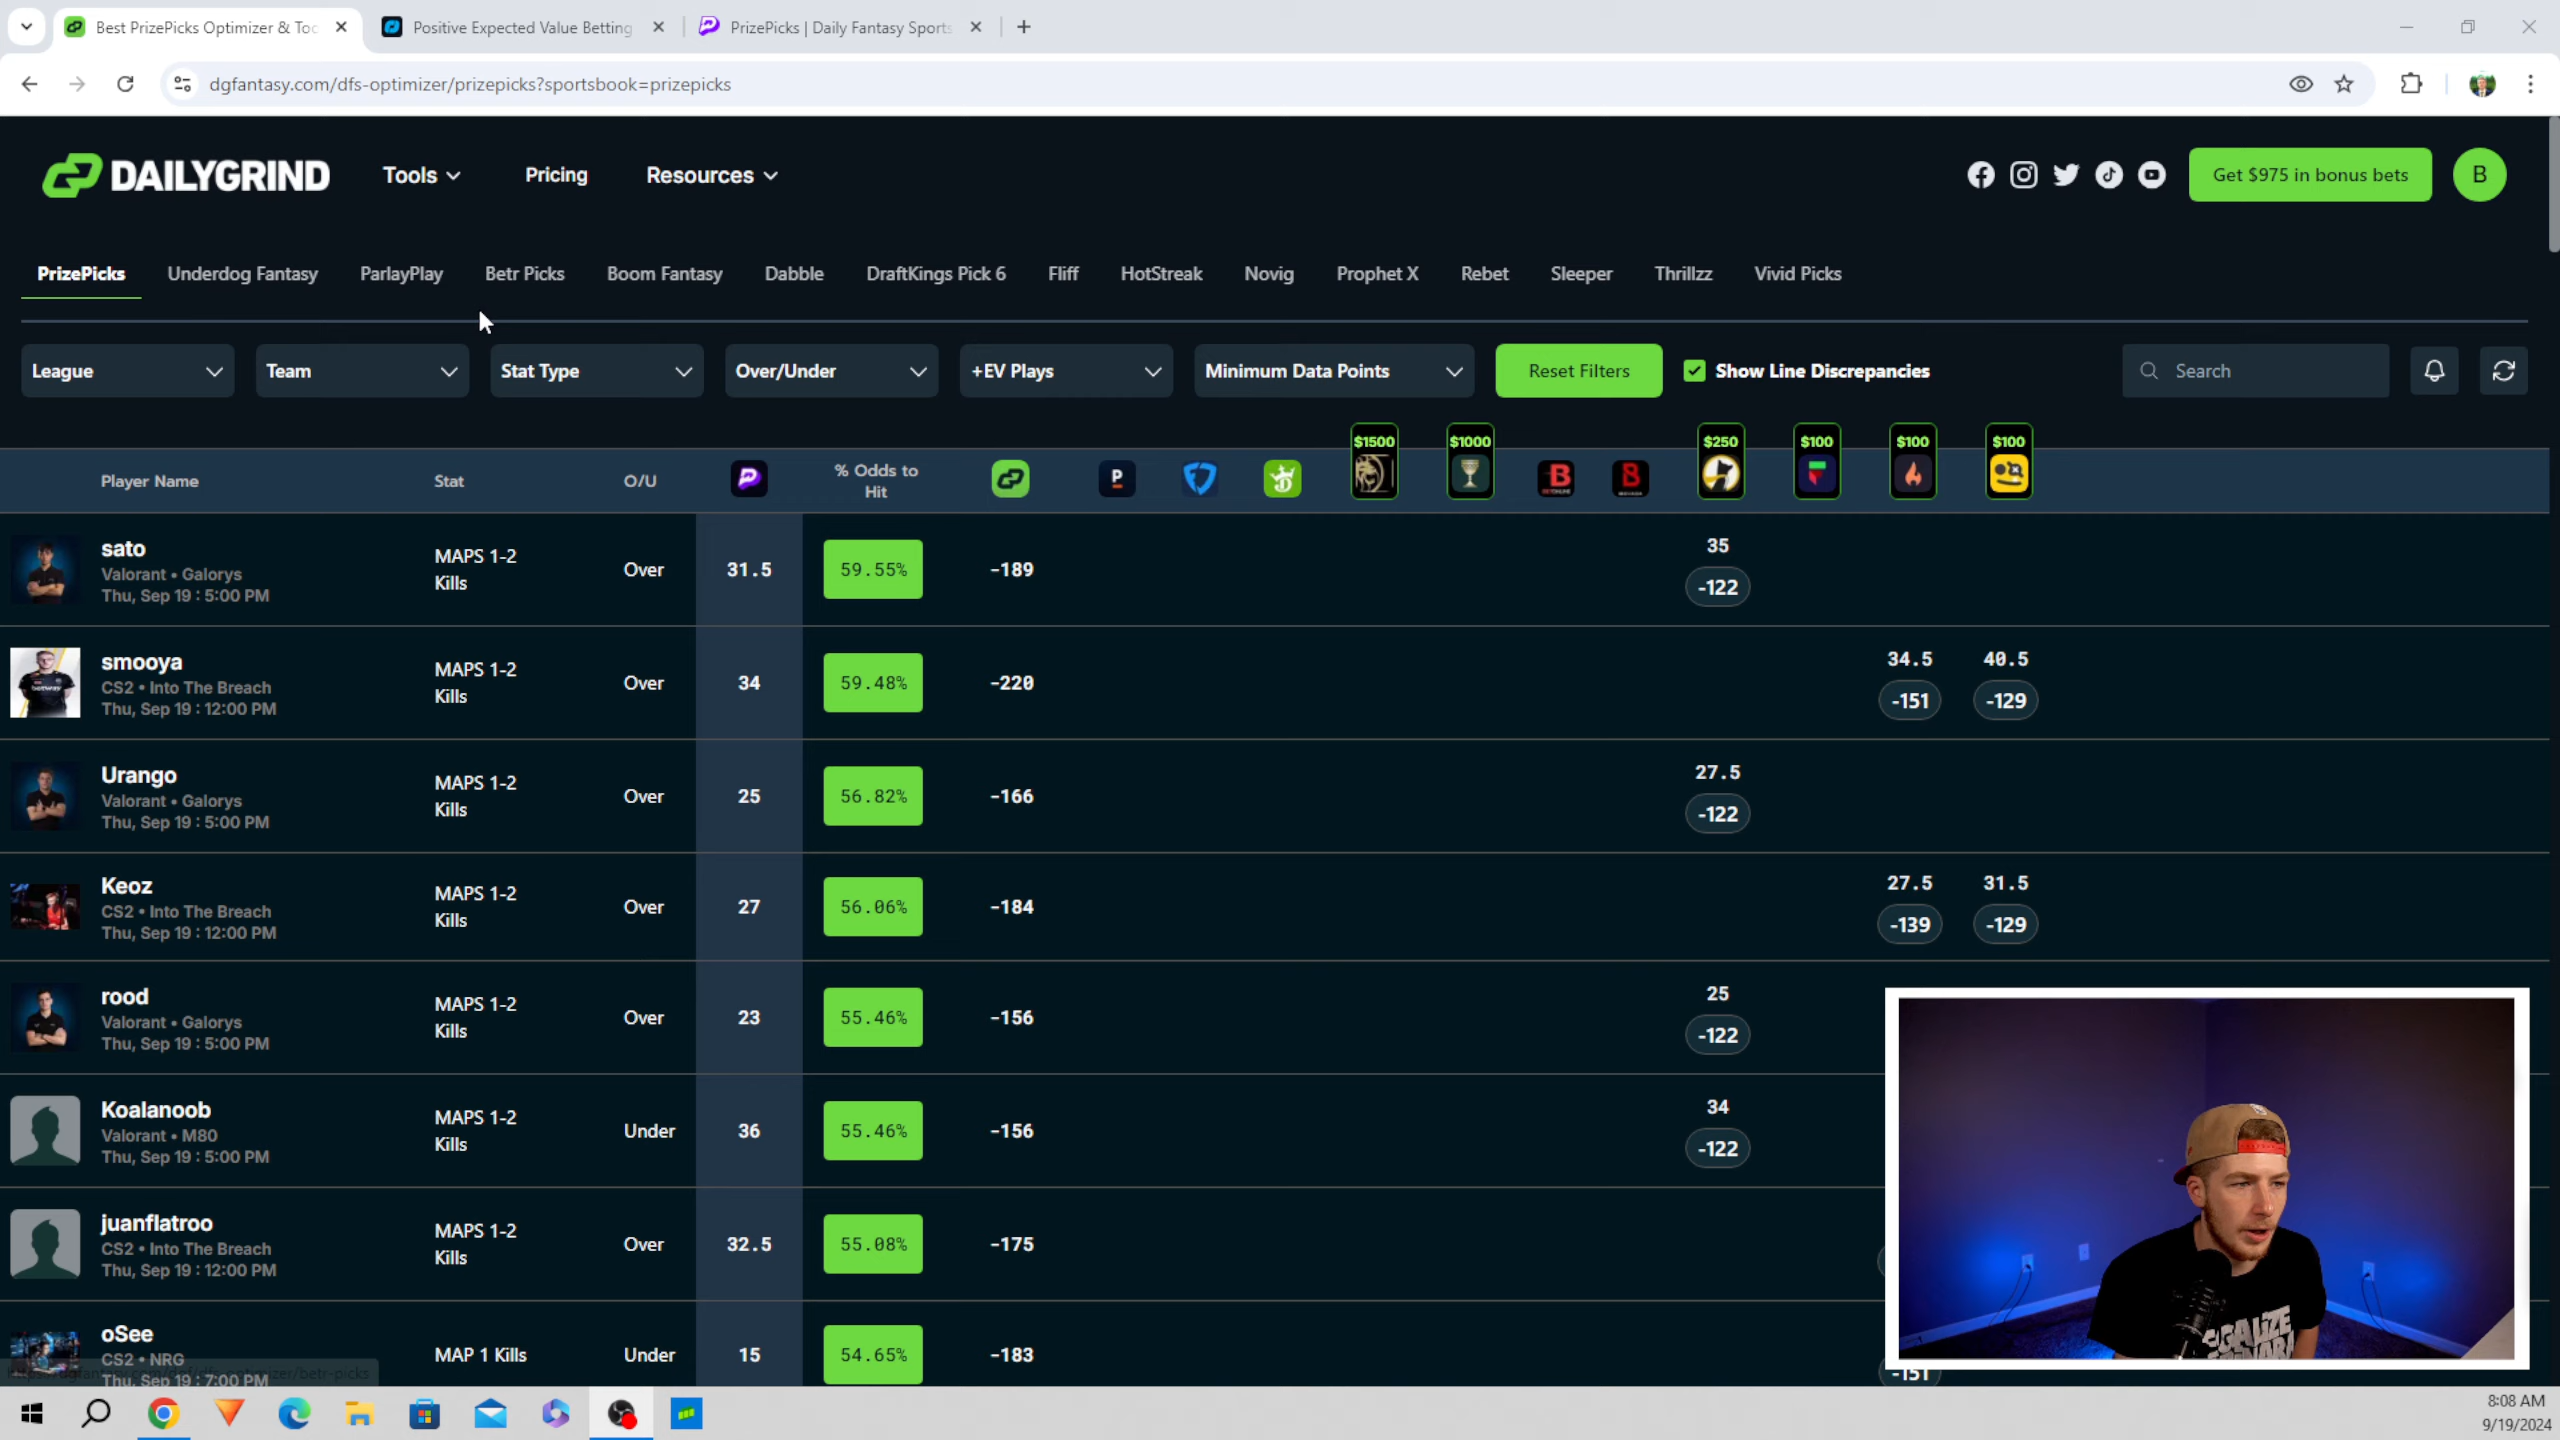 Best PrizePicks Optimizer & Too
Positive Expected Value Betting
PrizePicks | Daily Fantasy Sports
dgfantasy.com/dfs-optimizer/prizepicks?sportsbook=prizepicks
DAILYGRIND
Tools
Pricing
Resources
Get $975 in bonus bets
B
PrizePicks
Underdog Fantasy
ParlayPlay
Betr Picks
Boom Fantasy
Dabble
DraftKings Pick 6
Fliff
HotStreak
Novig
Prophet X
Rebet
Sleeper
Thrillzz
Vivid Picks
League
Team
Stat Type
Over/Under
+EV Plays
Minimum Data Points
Reset Filters
Show Line Discrepancies
Search
$1500 $1000 $250 $100 $100 $100
Player Name Stat O/U % Odds to
Hit
sato
Valorant • Galorys
Thu, Sep 19 : 5:00 PM
MAPS 1-2
Kills
Over 31.5 59.55% -189
35
-122
smooya
CS2 • Into The Breach
Thu, Sep 19 : 12:00 PM
MAPS 1-2
Kills
Over 34 59.48% -220
34.5 40.5
-151 -129
Urango
Valorant • Galorys
Thu, Sep 19 : 5:00 PM
MAPS 1-2
Kills
Over 25 56.82% -166
27.5
-122
Keoz
CS2 • Into The Breach
Thu, Sep 19 : 12:00 PM
MAPS 1-2
Kills
Over 27 56.06% -184
27.5 31.5
-139 -129
rood
Valorant • Galorys
Thu, Sep 19 : 5:00 PM
MAPS 1-2
Kills
Over 23 55.46% -156
25
-122
Koalanoob
Valorant • M80
Thu, Sep 19 : 5:00 PM
MAPS 1-2
Kills
Under 36 55.46% -156
34
-122
juanflatroo
CS2 • Into The Breach
Thu, Sep 19 : 12:00 PM
MAPS 1-2
Kills
Over 32.5 55.08% -175
oSee
CS2 • NRG
Thu, Sep 19 : 7:00 PM
MAP 1 Kills
Under 15 54.65% -183
-151
8:08 AM
9/19/2024